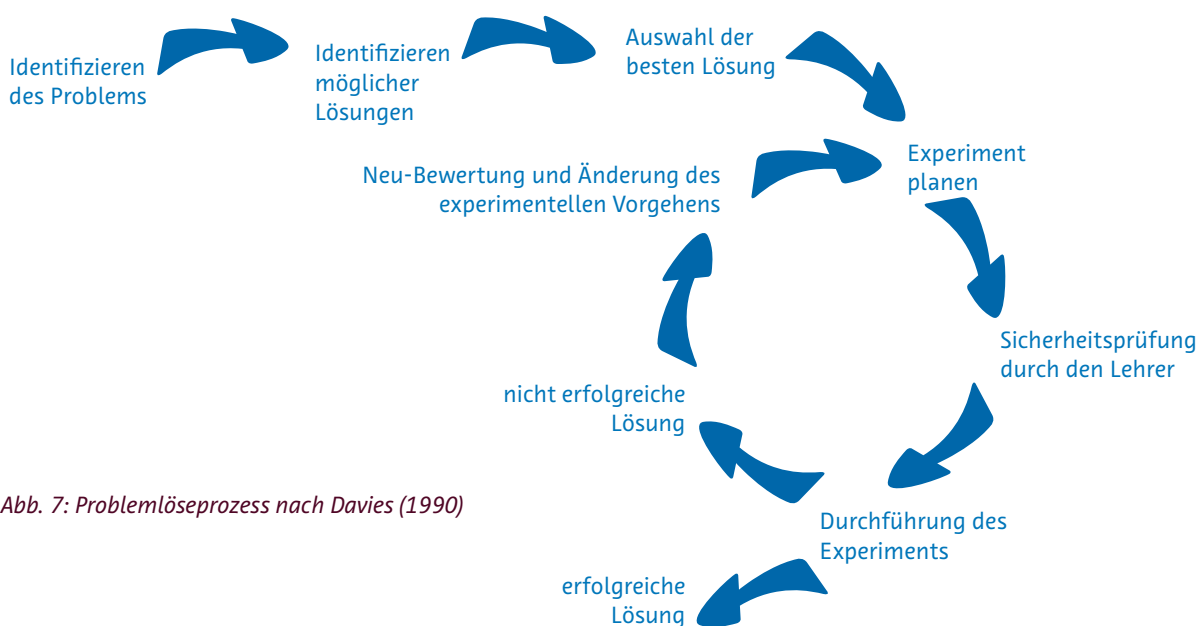 Identifizieren
des Problems
Identifizieren
möglicher
Lösungen
Auswahl der
besten Lösung
Experiment
planen
Sicherheitsprüfung
durch den Lehrer
Durchführung des
Experiments
nicht erfolgreiche
Lösung
Neu-Bewertung und Änderung des
experimentellen Vorgehens
erfolgreiche
Lösung
Abb. 7: Problemlöseprozess nach Davies (1990)